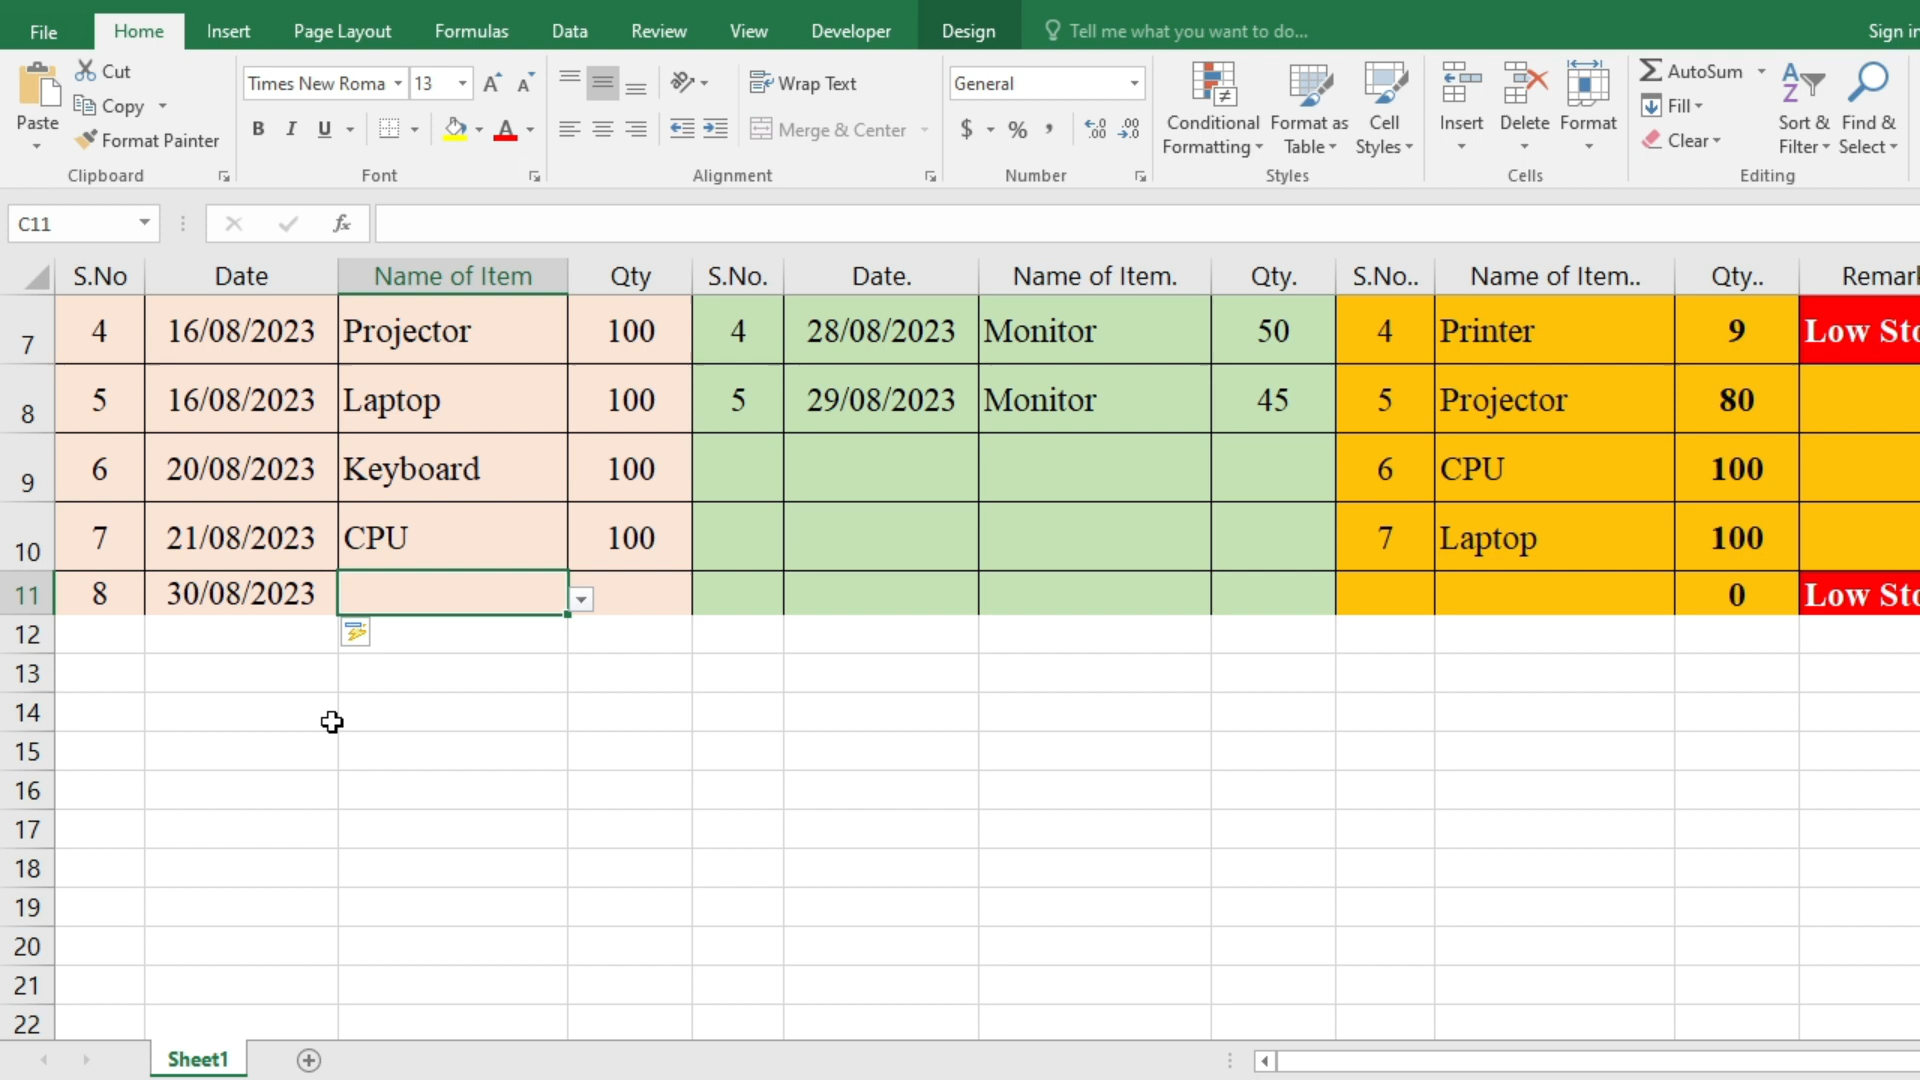 File Home Insert Page Layout Formulas Data Review View Developer Design Tell me what you want to do... Sign in
Paste
Cut
Copy
Format Painter
Clipboard
Times New Roma 13 A A
B I U A
Font
Wrap Text
Merge & Center
Alignment
General
$ % , .0 .00 .00 .0
Number
Conditional Formatting
Format as Table
Cell Styles
Styles
Insert Delete Format
Cells
AutoSum
Fill
Clear
Sort & Filter
Find & Select
Editing
C11 fx
S.No Date Name of Item Qty S.No. Date. Name of Item. Qty. S.No.. Name of Item.. Qty.. Remar
7 4 16/08/2023 Projector 100 4 28/08/2023 Monitor 50 4 Printer 9 Low Sto
8 5 16/08/2023 Laptop 100 5 29/08/2023 Monitor 45 5 Projector 80
9 6 20/08/2023 Keyboard 100 6 CPU 100
10 7 21/08/2023 CPU 100 7 Laptop 100
11 8 30/08/2023 0 Low Sto
12
13
14
15
16
17
18
19
20
21
22
Sheet1